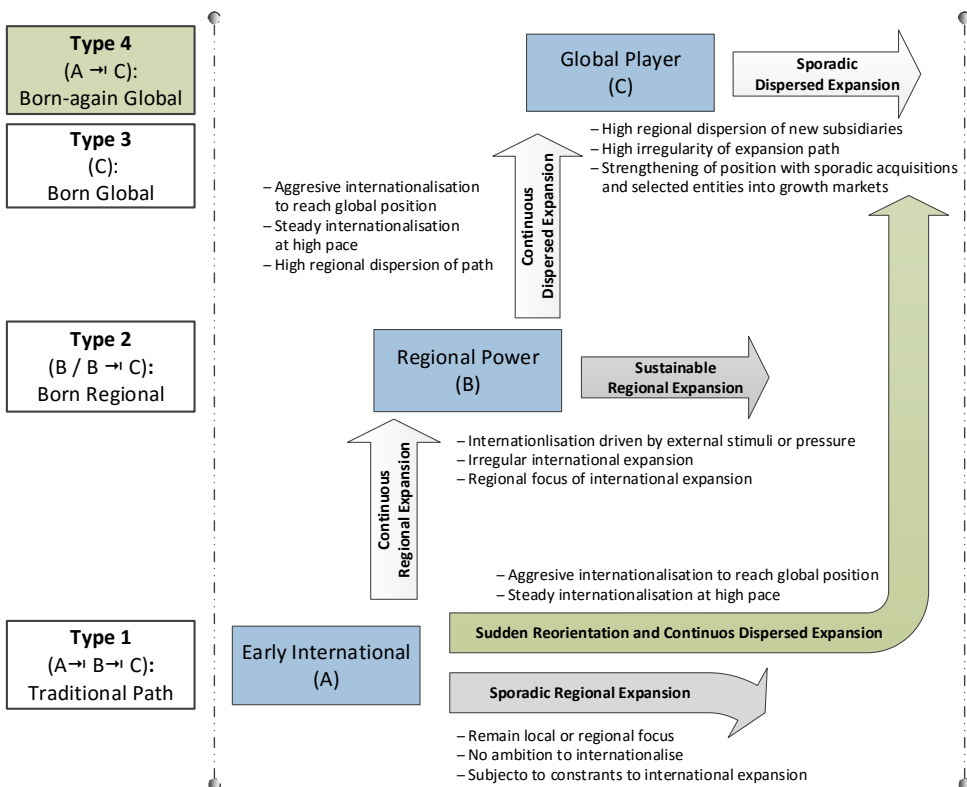 Type 4
(A →ı C):
Born-again Global
Type 3
(C):
Born Global
Type 2
(B / B →ı C):
Born Regional
Type 1
(A→ı B→ı C):
Traditional Path
Global Player
(C)
Sporadic
Dispersed Expansion
– High regional dispersion of new subsidiaries
– High irregularity of expansion path
– Strengthening of position with sporadic acquisitions
and selected entities into growth markets
– Aggresive internationalisation
to reach global position
– Steady internationalisation
at high pace
– High regional dispersion of path
Continuous
Dispersed Expansion
Regional Power
(B)
Sustainable
Regional Expansion
– Internationlisation driven by external stimuli or pressure
– Irregular international expansion
– Regional focus of international expansion
Continuous
Regional Expansion
– Aggresive internationalisation to reach global position
– Steady internationalisation at high pace
Early International
(A)
Sudden Reorientation and Continuos Dispersed Expansion
Sporadic Regional Expansion
– Remain local or regional focus
– No ambition to internationalise
– Subjecto to constrants to international expansion